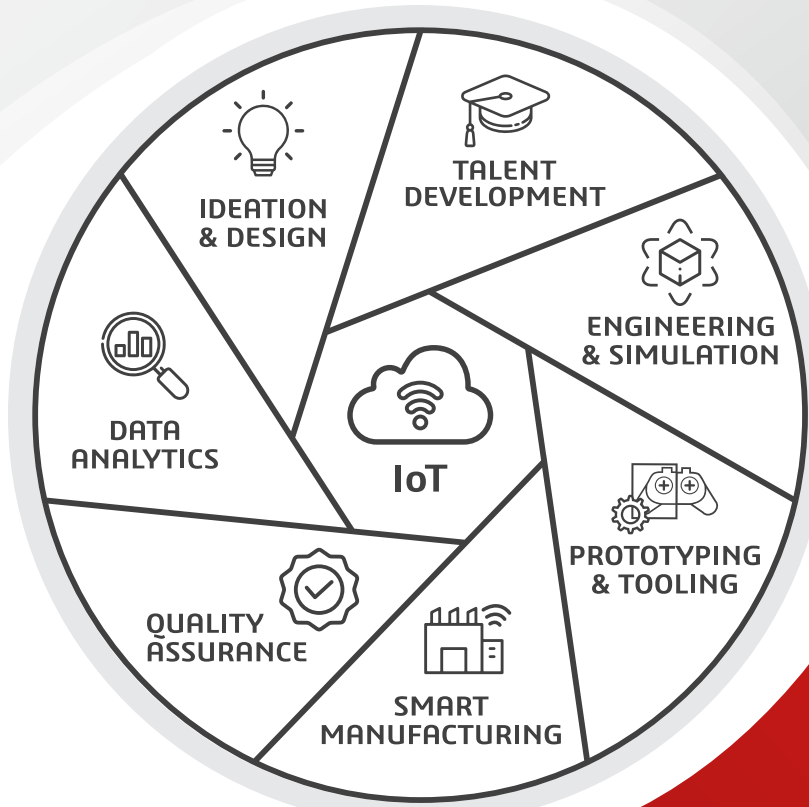 TALENT
DEVELOPMENT
IDEATION
& DESIGN
ENGINEERING
& SIMULATION
DATA
ANALYTICS
IoT
PROTOTYPING
& TOOLING
QUALITY
ASSURANCE
SMART
MANUFACTURING